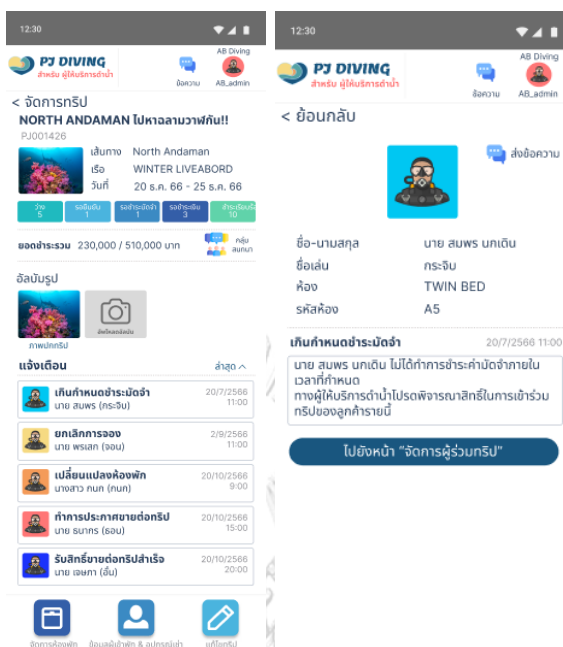 12:30
AB Diving
PJ DIVING
สำหรับ ผู้ให้บริการดำน้ำ
ข้อความ
AB_admin
< จัดการทริป
NORTH ANDAMAN ไปหาฉลามวาฬกัน!!
PJ001426
เส้นทาง North Andaman
เรือ WINTER LIVEABORD
วันที่ 20 ธ.ค. 66 - 25 ธ.ค. 66
ว่าง 5
รอยืนยัน 1
รอชำระมัดจำ 1
รอชำระเงิน 3
ชำระเรียบร้อย 10
ยอดชำระรวม 230,000 / 510,000 บาท
กลุ่ม
สนทนา
อัลบัมรูป
อัพโหลดอัลบัม
ภาพปกทริป
แจ้งเตือน ล่าสุด
เกินกำหนดชำระมัดจำ 20/7/2566
นาย สมพร (กระจิบ) 11:00
ยกเลิกการจอง 2/9/2566
นาย พรเสก (จอน) 11:00
เปลี่ยนแปลงห้องพัก 20/10/2566
นางสาว กนก (กนก) 9:00
ทำการประกาศขายต่อทริป 20/10/2566
นาย ธนากร (ธอน) 15:00
รับสิทธิ์ขายต่อทริปสำเร็จ 20/10/2566
นาย เจษฎา (อั๋น) 20:00
จัดการห้องพัก
ข้อมูลผู้เข้าพัก & อุปกรณ์เช่า
แก้ไขทริป
12:30
AB Diving
PJ DIVING
สำหรับ ผู้ให้บริการดำน้ำ
ข้อความ
AB_admin
< ย้อนกลับ
ส่งข้อความ
ชื่อ-นามสกุล นาย สมพร นกเดิน
ชื่อเล่น กระจิบ
ห้อง TWIN BED
รหัสห้อง A5
เกินกำหนดชำระมัดจำ 20/7/2566 11:00
นาย สมพร นกเดิน ไม่ได้ทำการชำระค่ามัดจำภายใน
เวลาที่กำหนด
ทางผู้ให้บริการดำน้ำโปรดพิจารณาสิทธิ์ในการเข้าร่วม
ทริปของลูกค้ารายนี้
ไปยังหน้า “จัดการผู้ร่วมทริป”